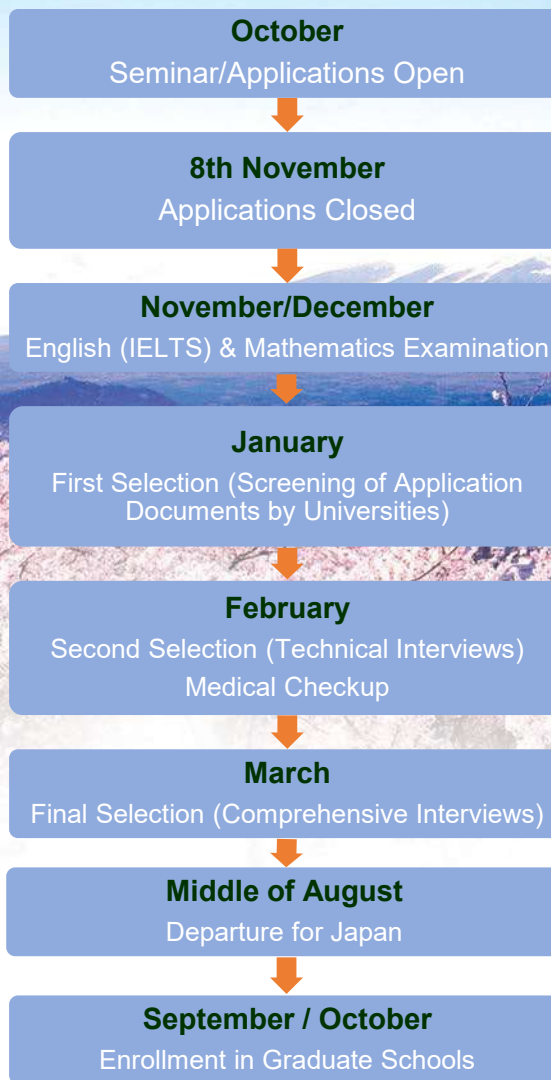 October
Seminar/Applications Open
8th November
Applications Closed
November/December
English (IELTS) & Mathematics Examination
January
First Selection (Screening of Application
Documents by Universities)
February
Second Selection (Technical Interviews)
Medical Checkup
March
Final Selection (Comprehensive Interviews)
Middle of August
Departure for Japan
September / October
Enrollment in Graduate Schools